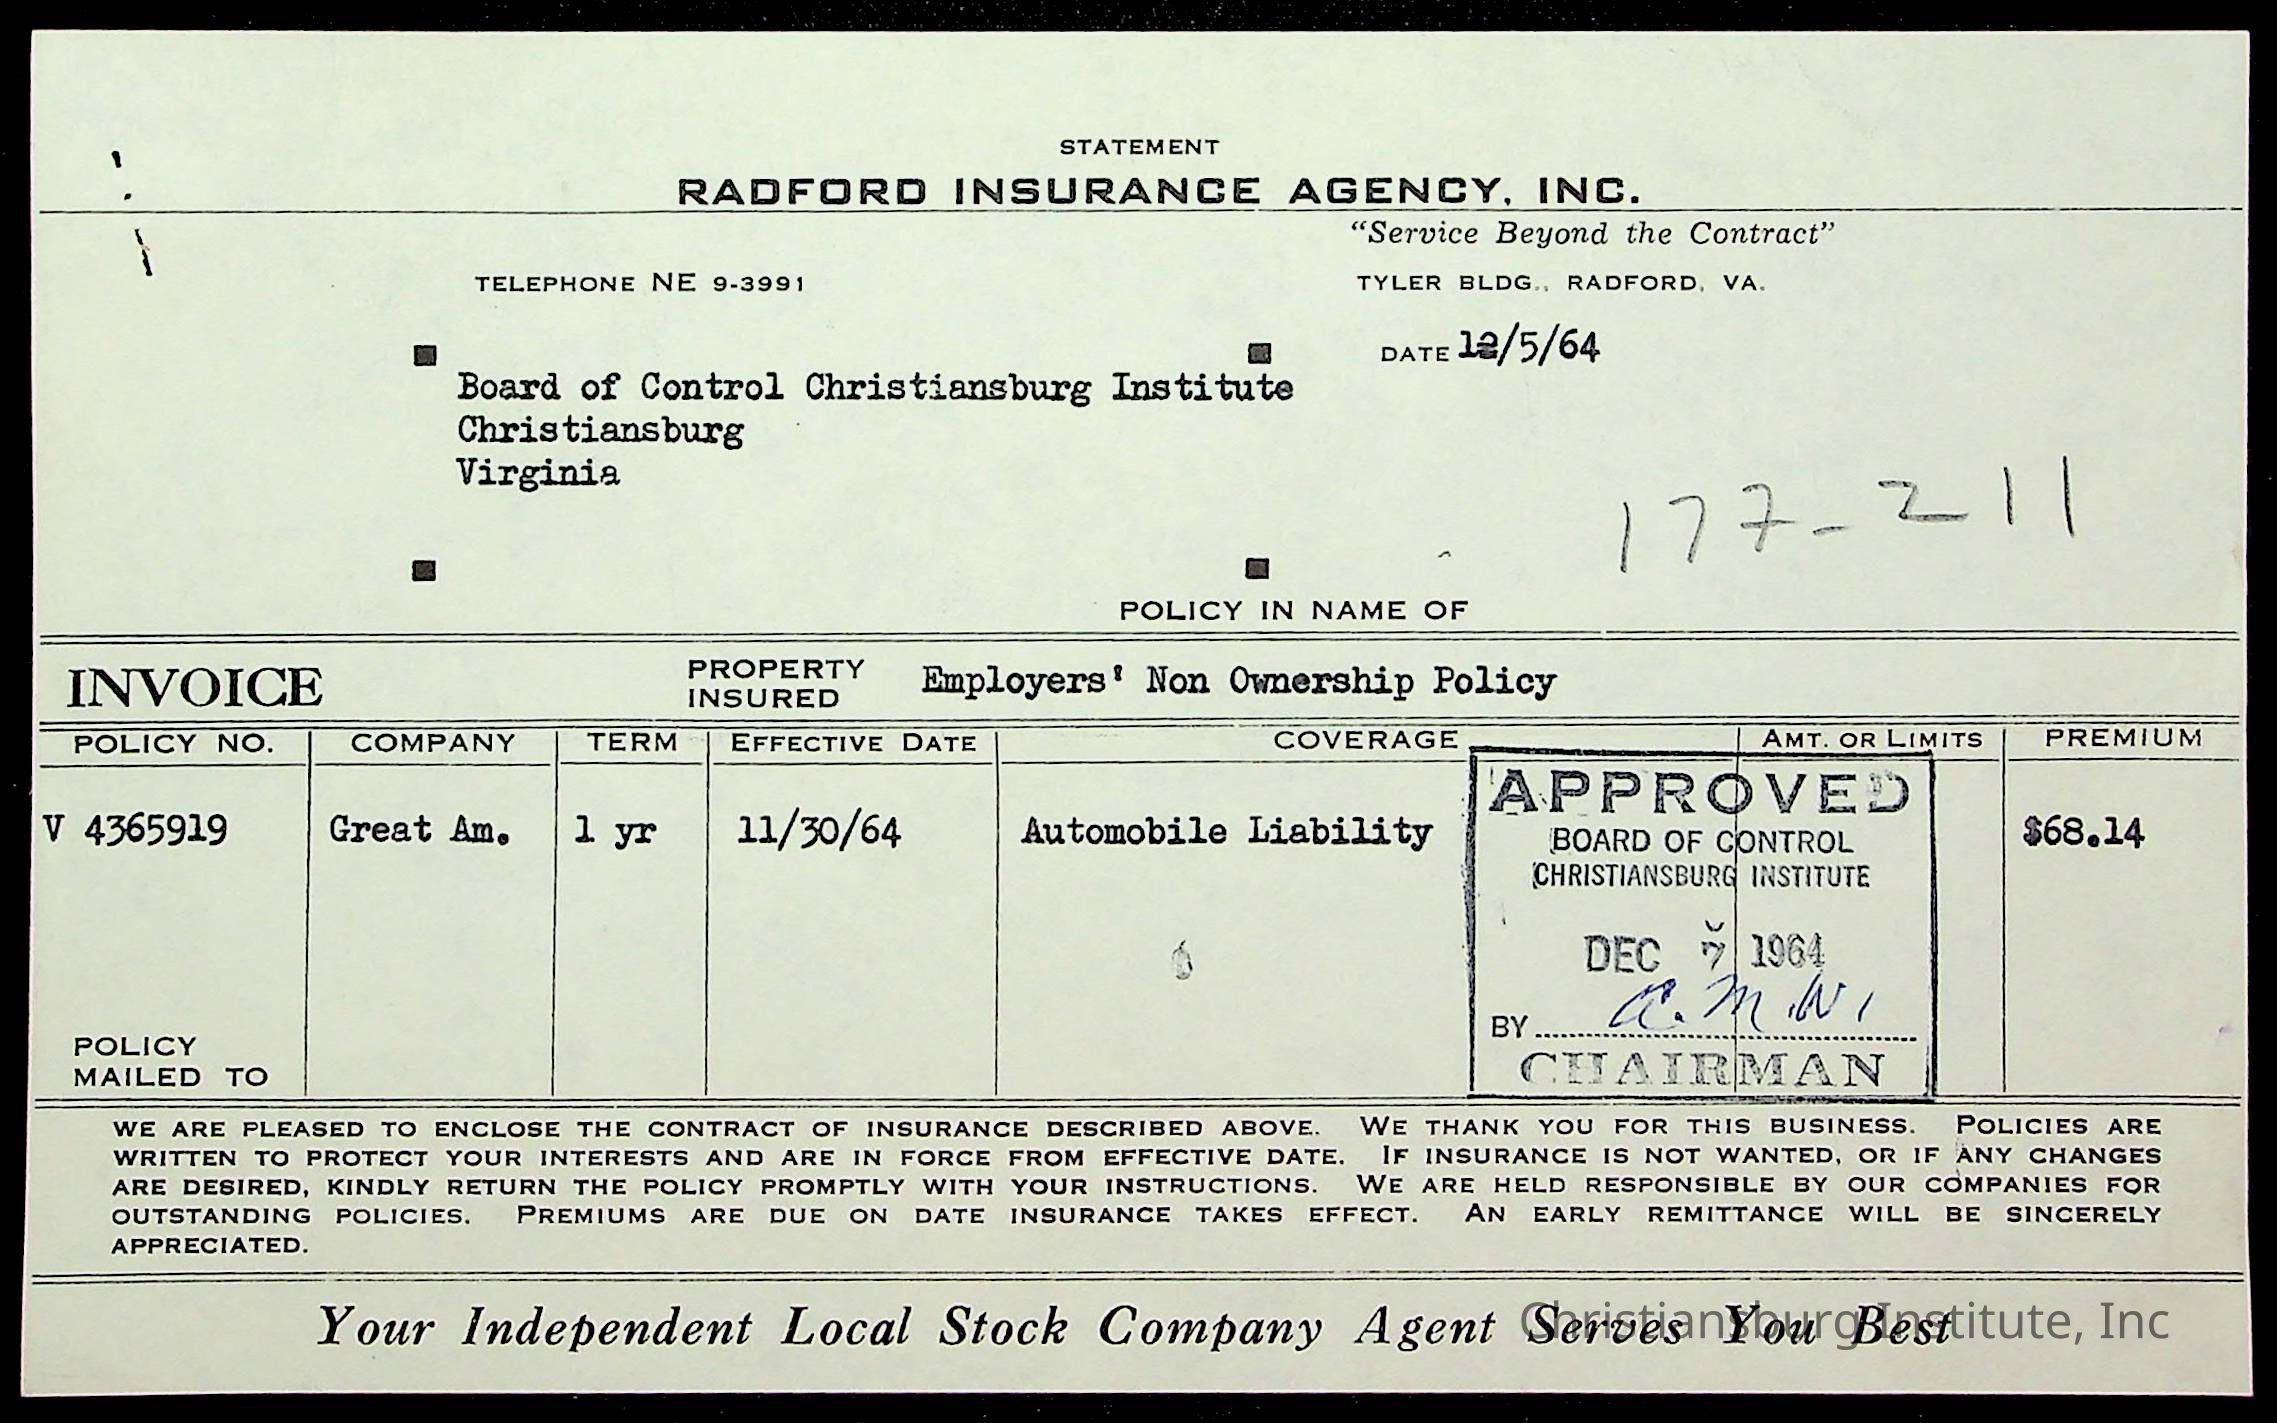 STATEMENT
RADFORD INSURANCE AGENCY, INC.
"Service Beyond the Contract"
TELEPHONE NE 9-3991
TYLER BLDG., RADFORD, VA.
DATE 12/5/64
Board of Control Christiansburg Institute
Christiansburg
Virginia
177-211
POLICY IN NAME OF
INVOICE
PROPERTY INSURED Employers' Non Ownership Policy
POLICY NO. COMPANY TERM EFFECTIVE DATE COVERAGE AMT. OR LIMITS PREMIUM
V 4365919 Great Am. 1 yr 11/30/64 Automobile Liability $68.14
APPROVED
BOARD OF CONTROL
CHRISTIANSBURG INSTITUTE
DEC 7 1964
BY A. M. W.
CHAIRMAN
POLICY
MAILED TO
WE ARE PLEASED TO ENCLOSE THE CONTRACT OF INSURANCE DESCRIBED ABOVE. WE THANK YOU FOR THIS BUSINESS. POLICIES ARE
WRITTEN TO PROTECT YOUR INTERESTS AND ARE IN FORCE FROM EFFECTIVE DATE. IF INSURANCE IS NOT WANTED, OR IF ANY CHANGES
ARE DESIRED, KINDLY RETURN THE POLICY PROMPTLY WITH YOUR INSTRUCTIONS. WE ARE HELD RESPONSIBLE BY OUR COMPANIES FOR
OUTSTANDING POLICIES. PREMIUMS ARE DUE ON DATE INSURANCE TAKES EFFECT. AN EARLY REMITTANCE WILL BE SINCERELY
APPRECIATED.
Your Independent Local Stock Company Agent Serves You Best
Christiansburg Institute, Inc